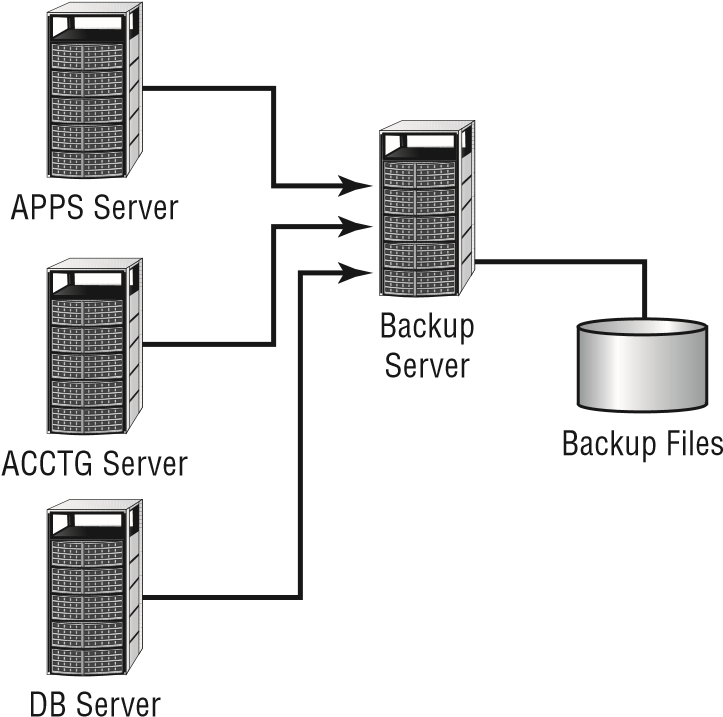 APPS Server
ACCTG Server
DB Server
Backup
Server
Backup Files